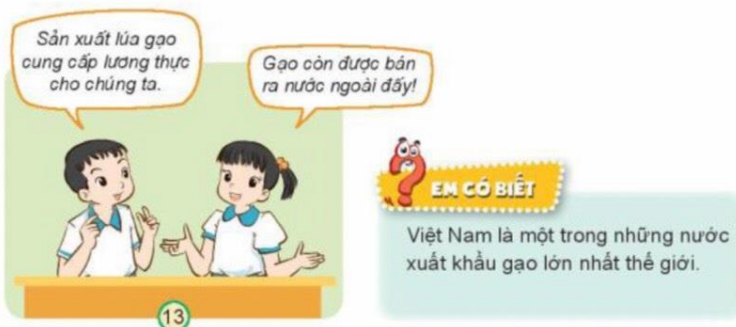 Sản xuất lúa gạo
cung cấp lương thực
cho chúng ta.
Gạo còn được bán
ra nước ngoài đấy!
13
EM CÓ BIẾT
Việt Nam là một trong những nước
xuất khẩu gạo lớn nhất thế giới.